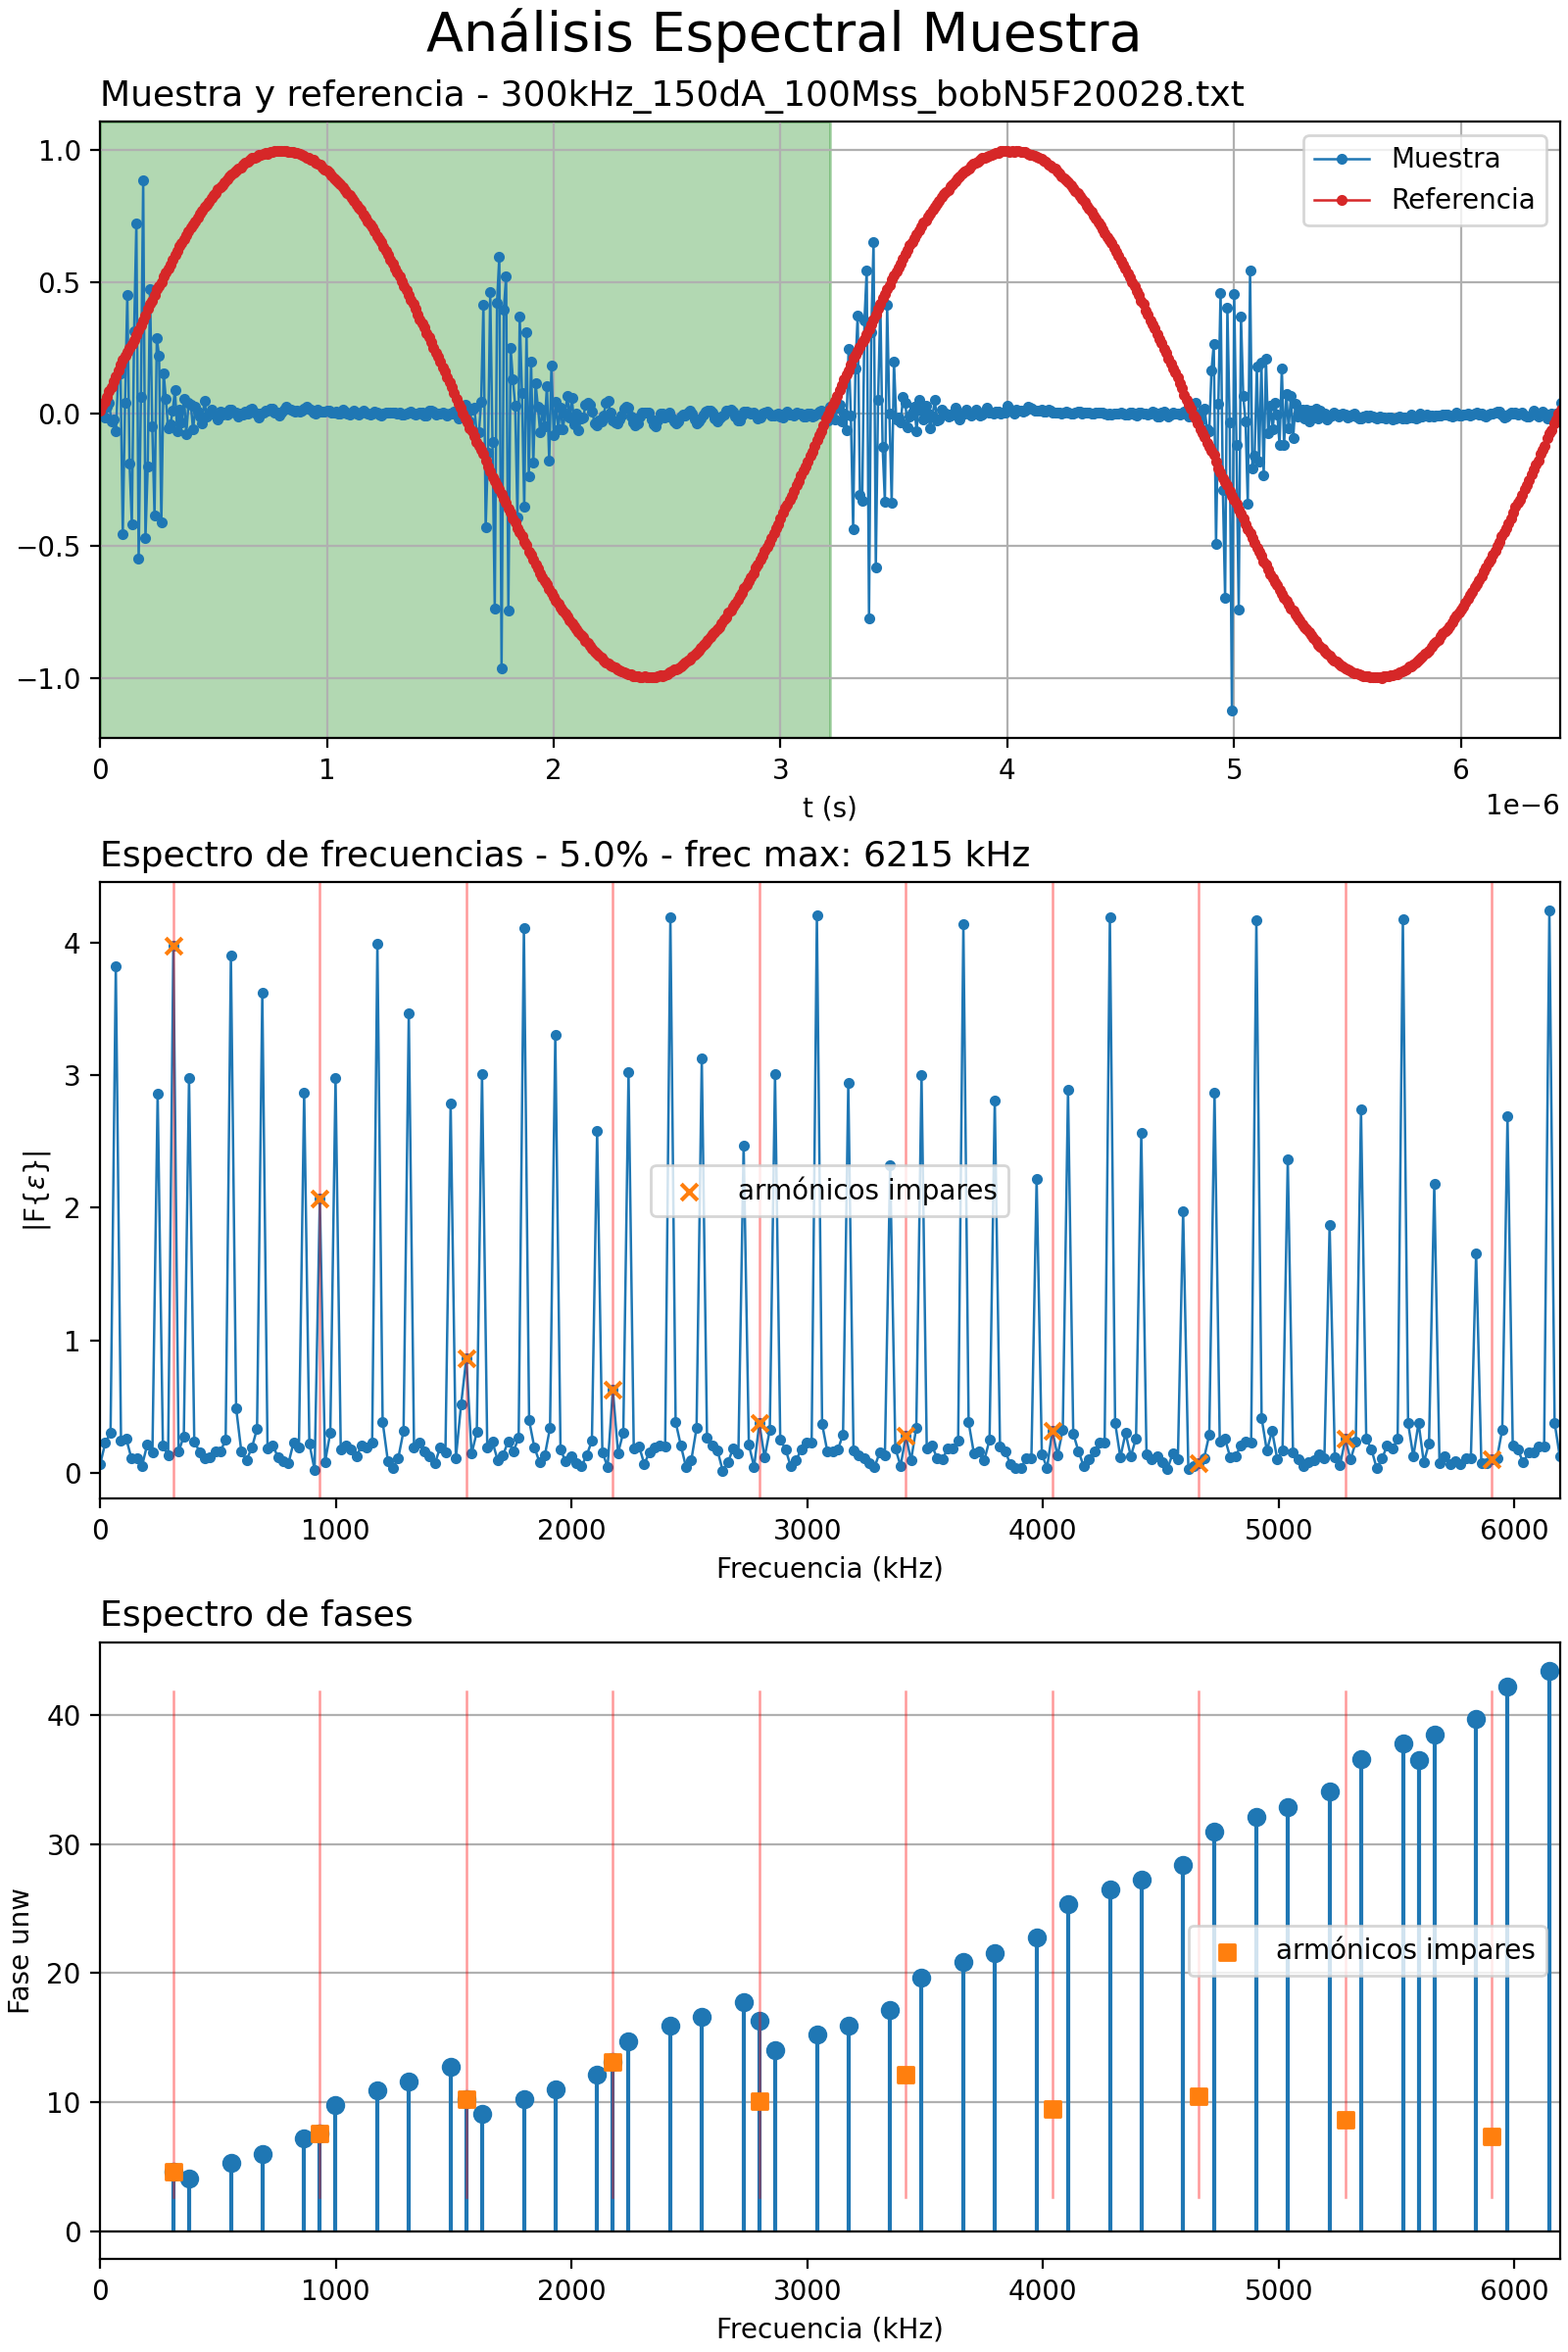 Análisis Espectral Muestra
Muestra y referencia - 300kHz_150dA_100Mss_bobN5F20028.txt
1.0
0.5
0.0
−0.5
−1.0
Muestra
Referencia
0 1 2 3 4 5 6
t (s)
1e−6
Espectro de frecuencias - 5.0% - frec max: 6215 kHz
4
3
2
1
0
|F{ε}|
armónicos impares
0 1000 2000 3000 4000 5000 6000
Frecuencia (kHz)
Espectro de fases
40
30
20
10
0
Fase unw
armónicos impares
0 1000 2000 3000 4000 5000 6000
Frecuencia (kHz)